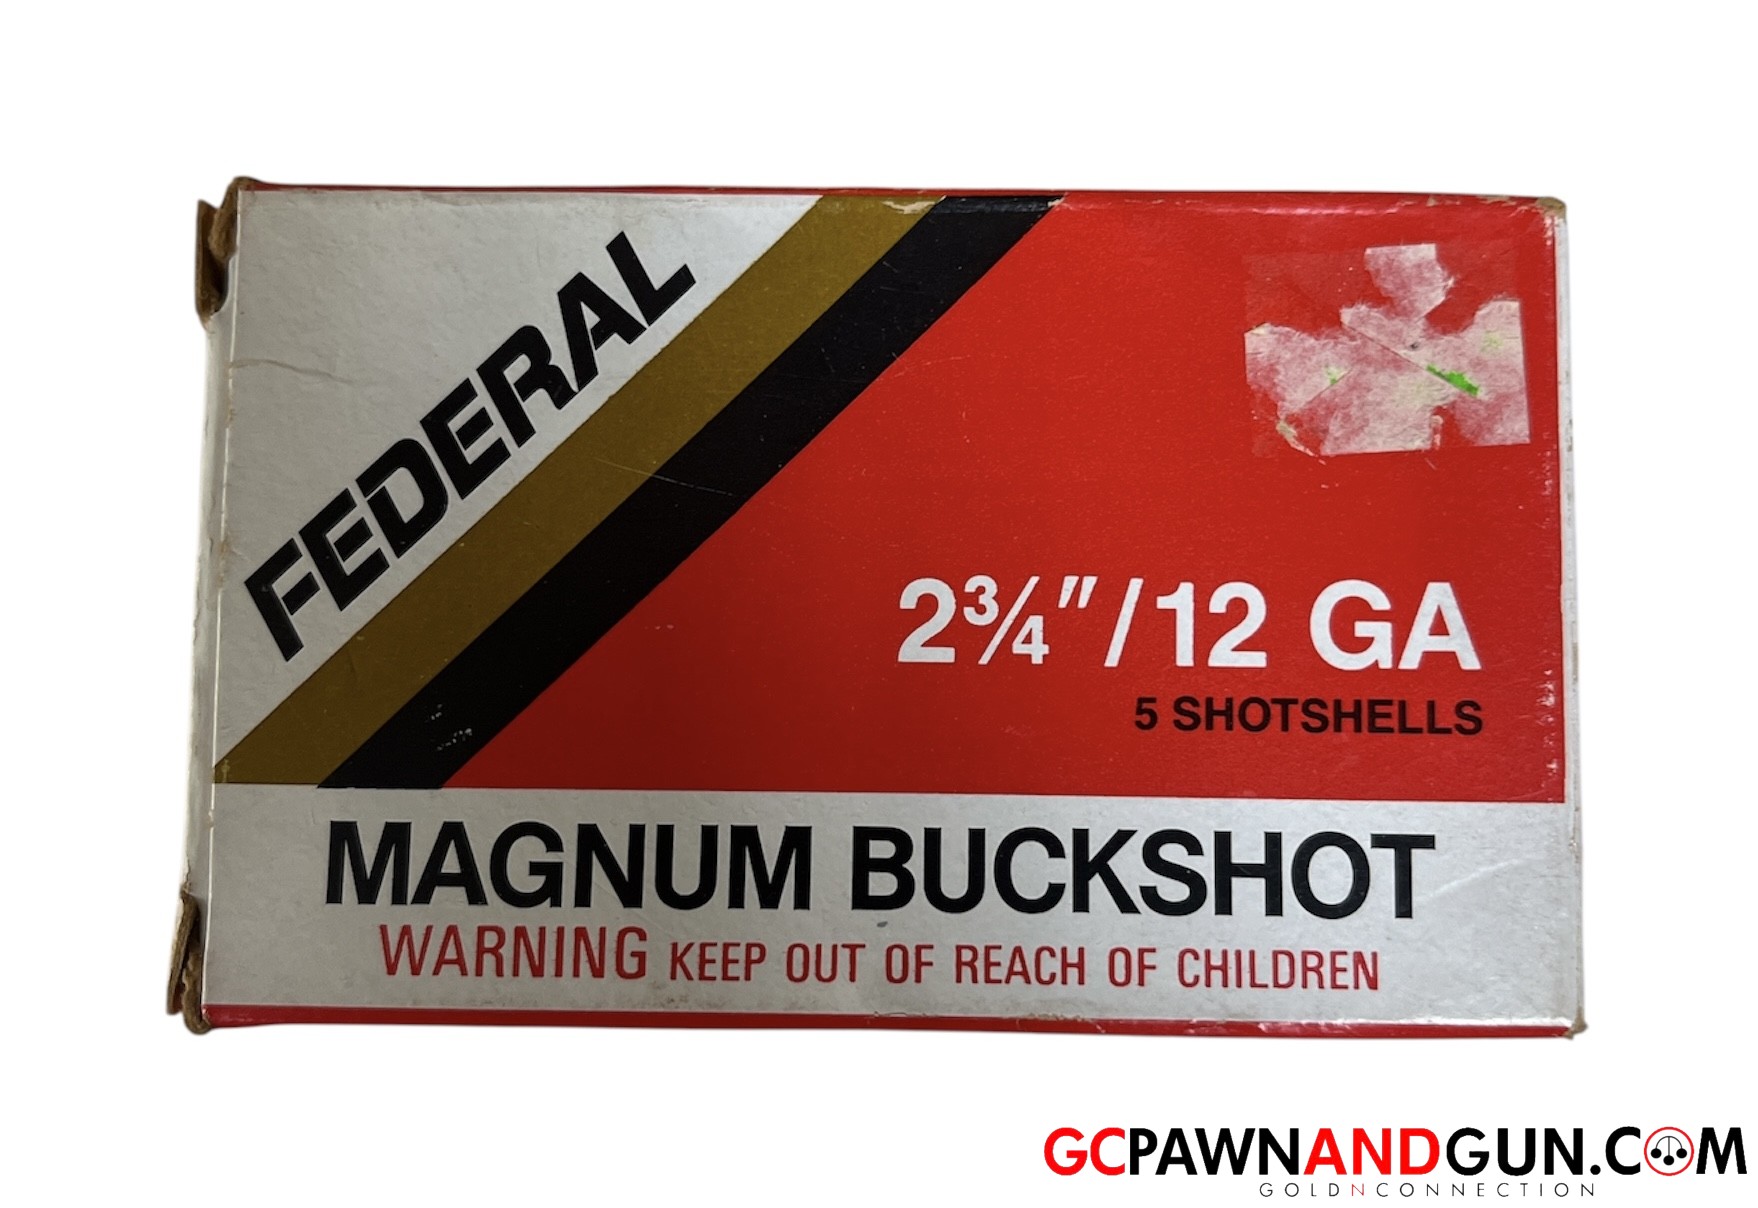 FEDERAL
2¾"/12 GA
5 SHOTSHELLS
MAGNUM BUCKSHOT
WARNING KEEP OUT OF REACH OF CHILDREN
GCPAWNANDGUN.COM
GOLDNCONNECTION